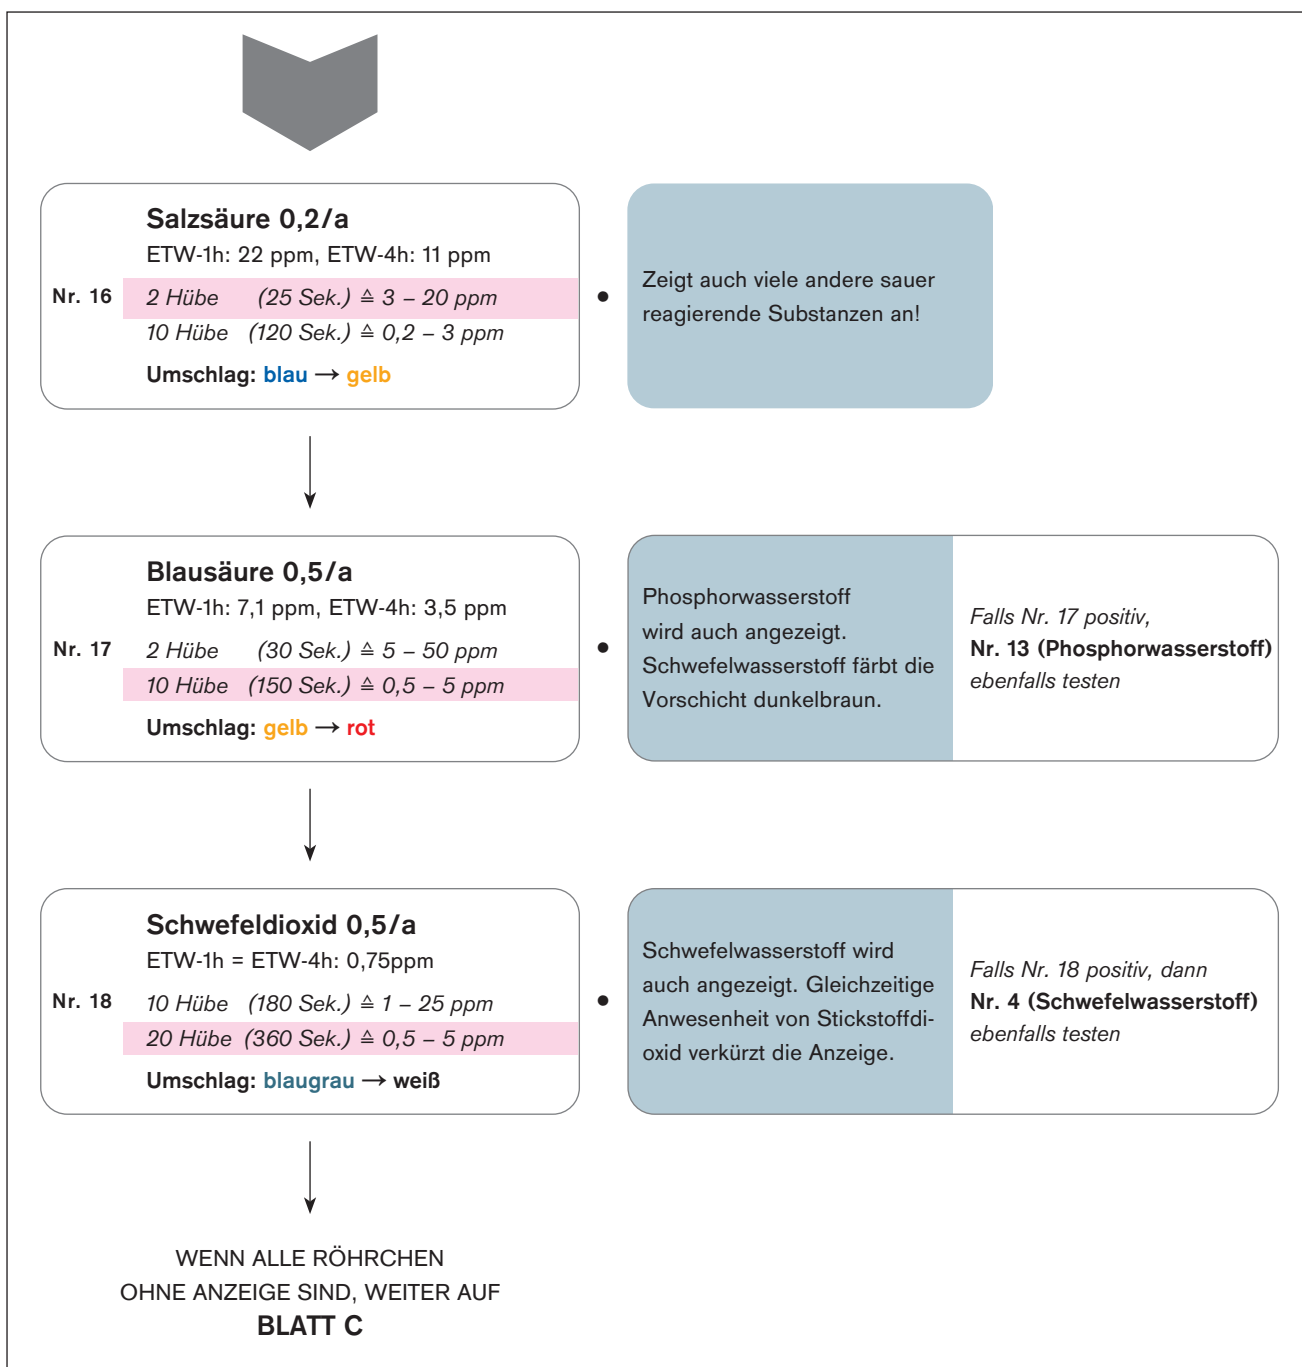 Salzsäure 0,2/a
ETW-1h: 22 ppm, ETW-4h: 11 ppm
Nr. 16
2 Hübe (25 Sek.) ≙ 3 – 20 ppm
10 Hübe (120 Sek.) ≙ 0,2 – 3 ppm
Umschlag: blau → gelb
•
Zeigt auch viele andere sauer
reagierende Substanzen an!
Blausäure 0,5/a
ETW-1h: 7,1 ppm, ETW-4h: 3,5 ppm
Nr. 17
2 Hübe (30 Sek.) ≙ 5 – 50 ppm
10 Hübe (150 Sek.) ≙ 0,5 – 5 ppm
Umschlag: gelb → rot
•
Phosphorwasserstoff
wird auch angezeigt.
Schwefelwasserstoff färbt die
Vorschicht dunkelbraun.
Falls Nr. 17 positiv,
Nr. 13 (Phosphorwasserstoff)
ebenfalls testen
Schwefeldioxid 0,5/a
ETW-1h = ETW-4h: 0,75ppm
Nr. 18
10 Hübe (180 Sek.) ≙ 1 – 25 ppm
20 Hübe (360 Sek.) ≙ 0,5 – 5 ppm
Umschlag: blaugrau → weiß
•
Schwefelwasserstoff wird
auch angezeigt. Gleichzeitige
Anwesenheit von Stickstoffdi-
oxid verkürzt die Anzeige.
Falls Nr. 18 positiv, dann
Nr. 4 (Schwefelwasserstoff)
ebenfalls testen
WENN ALLE RÖHRCHEN
OHNE ANZEIGE SIND, WEITER AUF
BLATT C